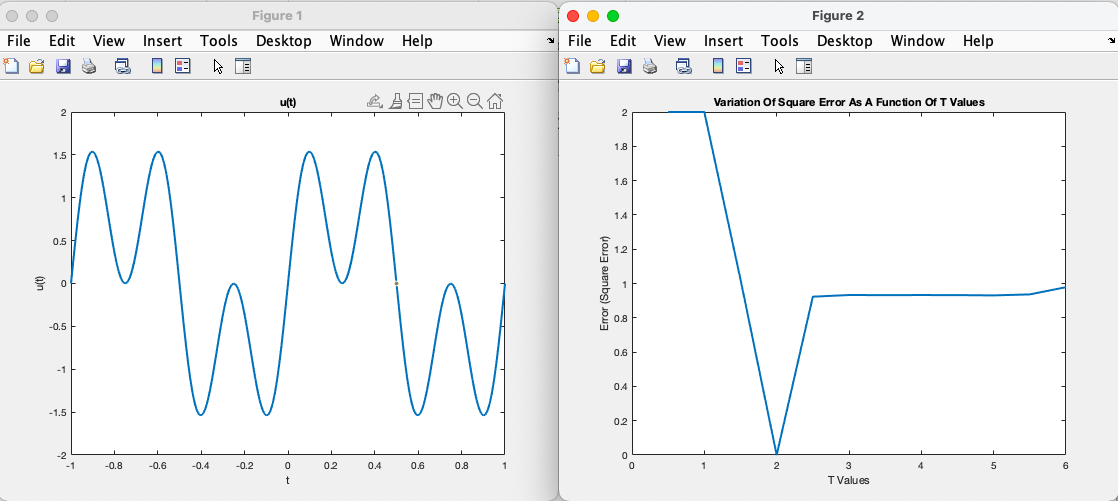 Figure 1
File Edit View Insert Tools Desktop Window Help
u(t)
2
1.5
1
0.5
0
-0.5
-1
-1.5
-2
u(t)
-1 -0.8 -0.6 -0.4 -0.2 0 0.2 0.4 0.6 0.8 1
t
Figure 2
File Edit View Insert Tools Desktop Window Help
Variation Of Square Error As A Function Of T Values
2
1.8
1.6
1.4
1.2
1
0.8
0.6
0.4
0.2
0
Error (Square Error)
0 1 2 3 4 5 6
T Values